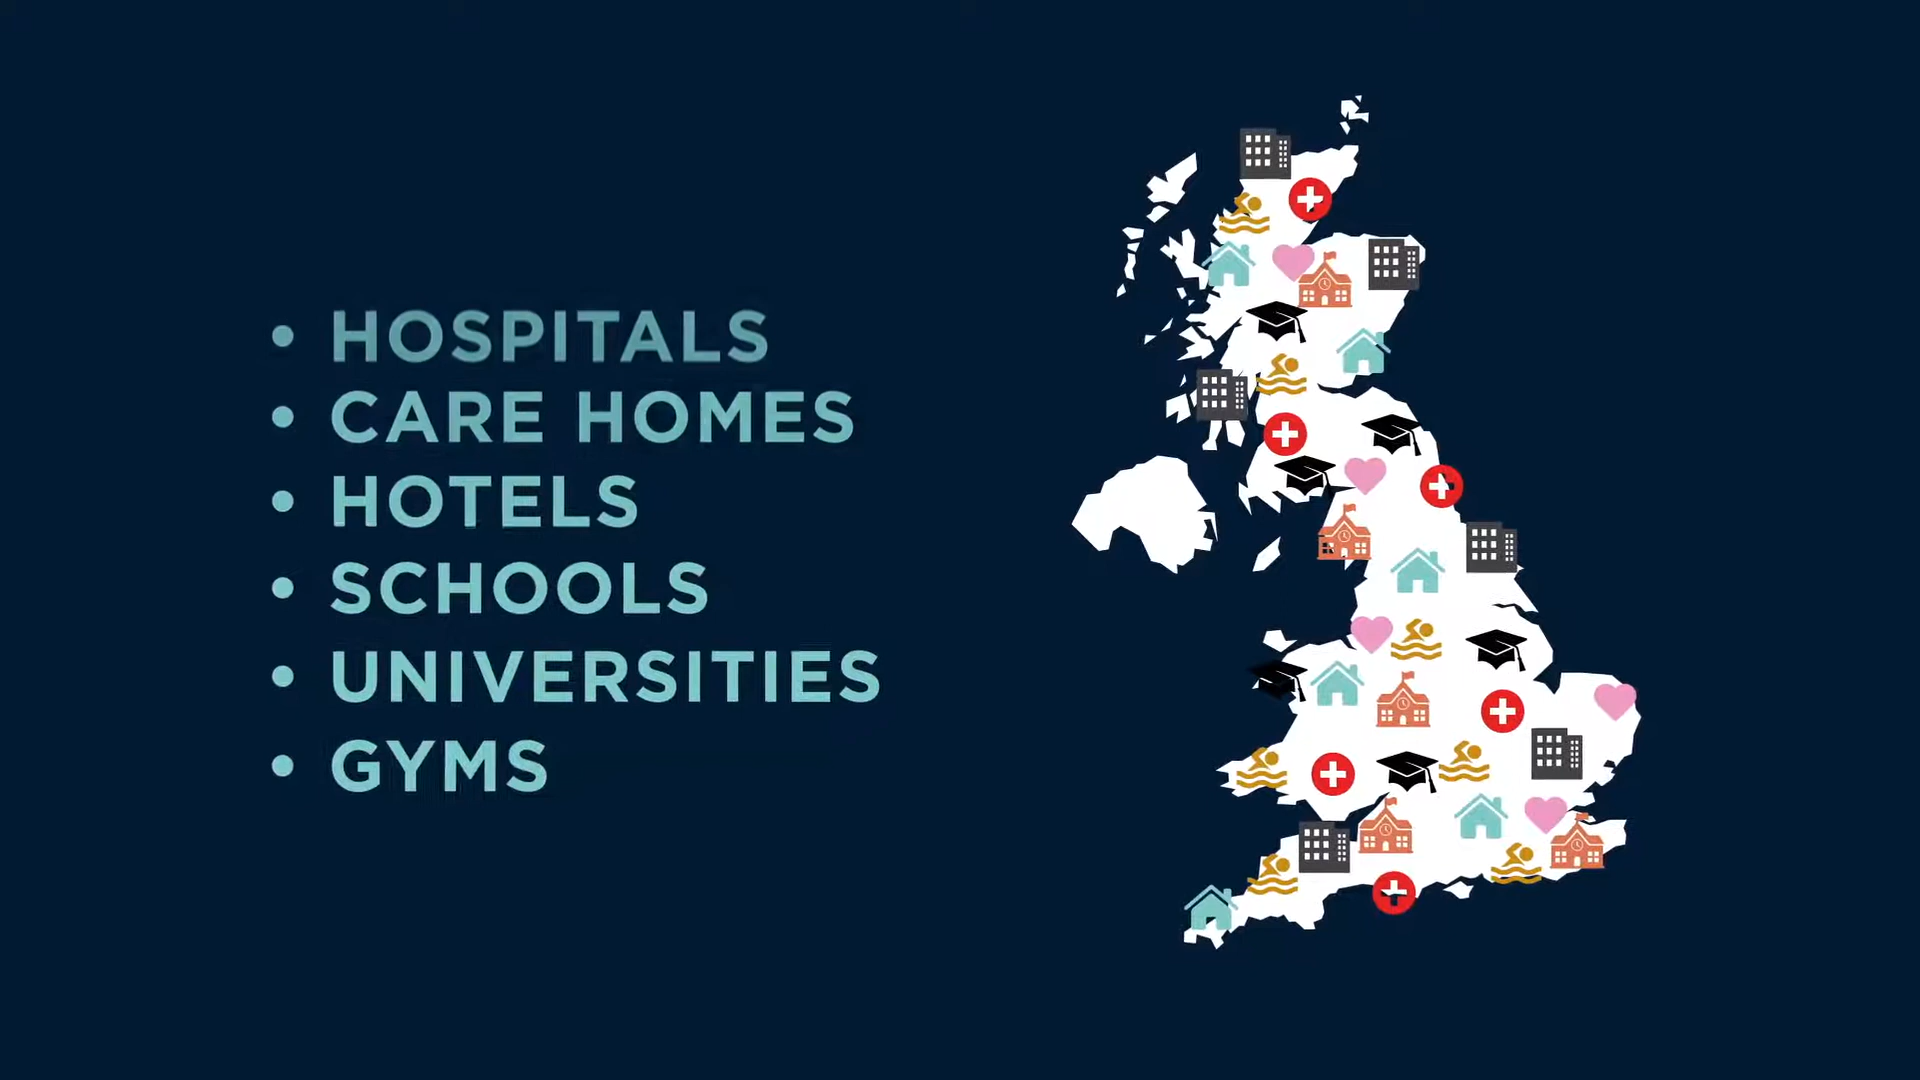 • HOSPITALS
• CARE HOMES
• HOTELS
• SCHOOLS
• UNIVERSITIES
• GYMS